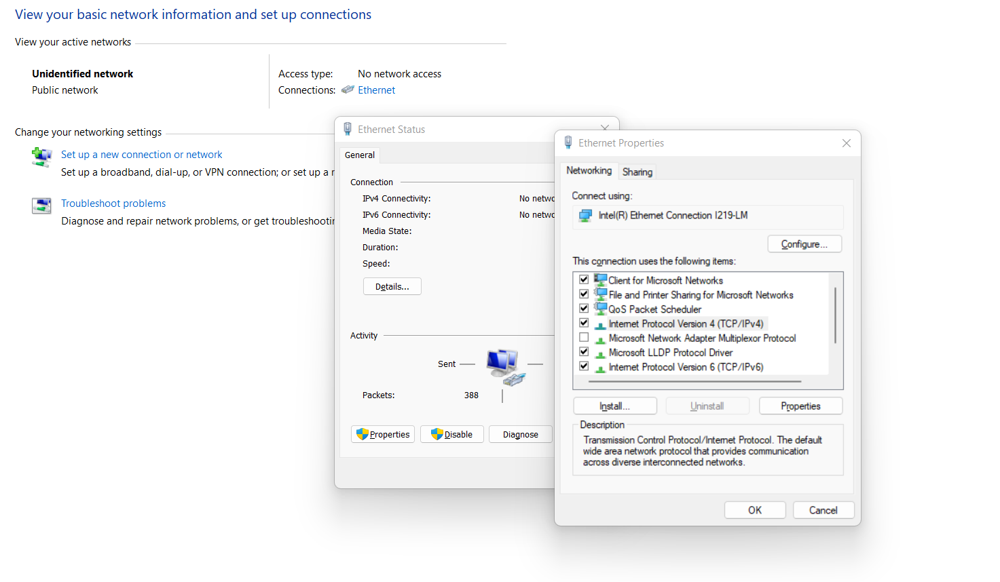 View your basic network information and set up connections
View your active networks
Unidentified network
Public network
Access type: No network access
Connections: Ethernet
Change your networking settings
Set up a new connection or network
Set up a broadband, dial-up, or VPN connection; or set up a
Troubleshoot problems
Diagnose and repair network problems, or get
Ethernet Status
General
Connection
IPv4 Connectivity: No
IPv6 Connectivity: No
Media State:
Duration:
Speed:
Details...
Activity
Sent
Packets: 388
Properties
Disable
Diagnose
Ethernet Properties
Networking
Sharing
Connect using:
Intel(R) Ethernet Connection I219-LM
Configure...
This connection uses the following items:
Client for Microsoft Networks
File and Printer Sharing for Microsoft Networks
QoS Packet Scheduler
Internet Protocol Version 4 (TCP/IPv4)
Microsoft Network Adapter Multiplexor Protocol
Microsoft LLDP Protocol Driver
Internet Protocol Version 6 (TCP/IPv6)
Install...
Uninstall
Properties
Description
Transmission Control Protocol/Internet Protocol. The default
wide area network protocol that provides communication
across diverse interconnected networks.
OK
Cancel